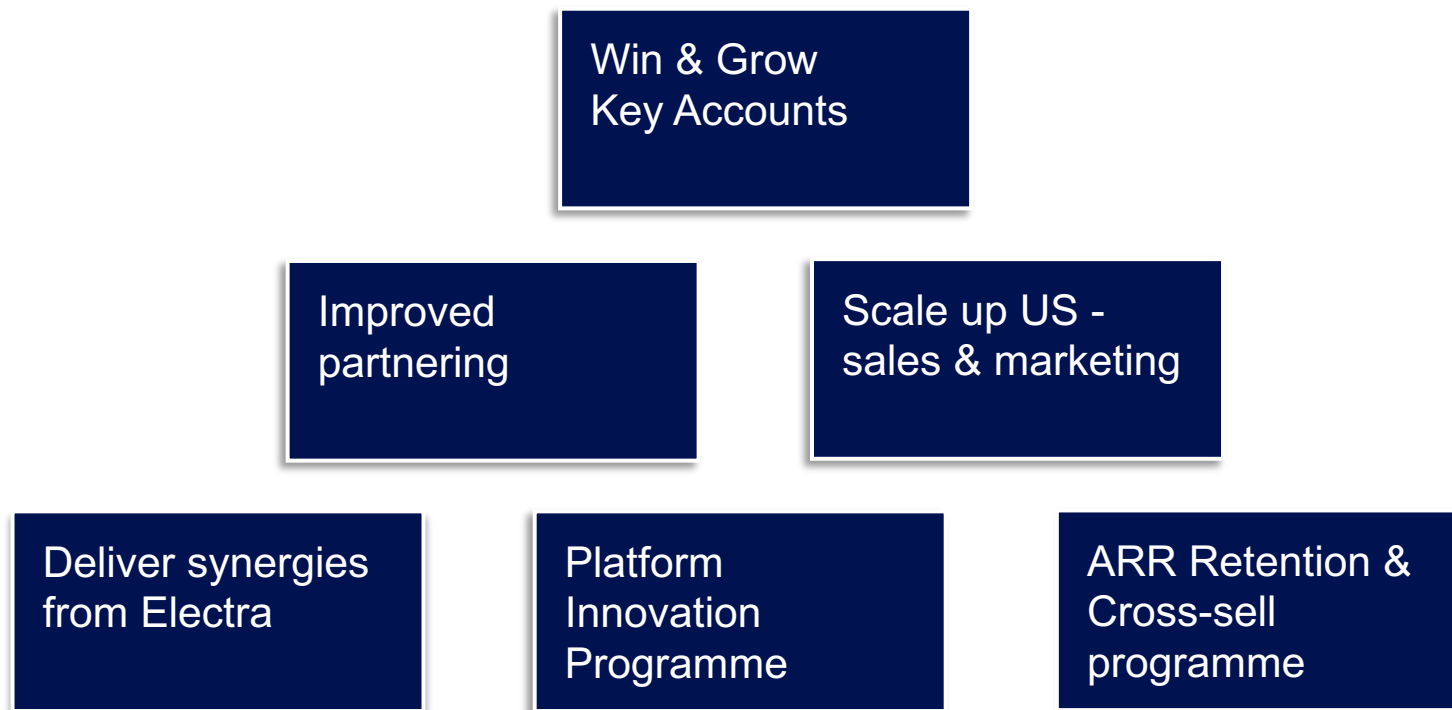 Win & Grow
Key Accounts
Improved
partnering
Scale up US -
sales & marketing
Deliver synergies
from Electra
Platform
Innovation
Programme
ARR Retention &
Cross-sell
programme